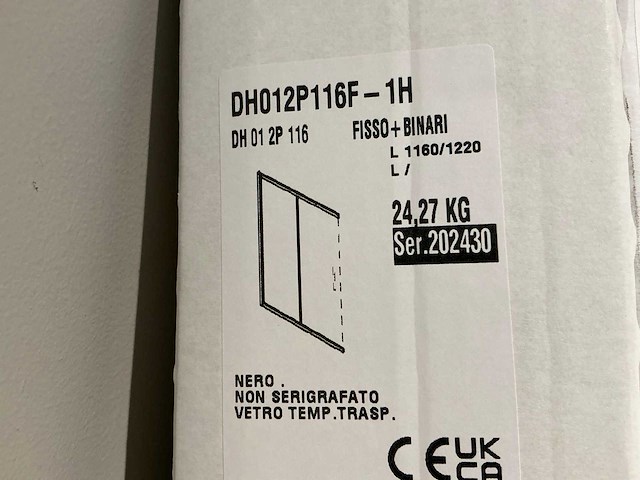 DH012P116F-1H
DH 01 2P 116 FISSO+BINARI
L 1160/1220
L /
24,27 KG
Ser.202430
NERO .
NON SERIGRAFATO
VETRO TEMP.TRASP.
CE UK
CA